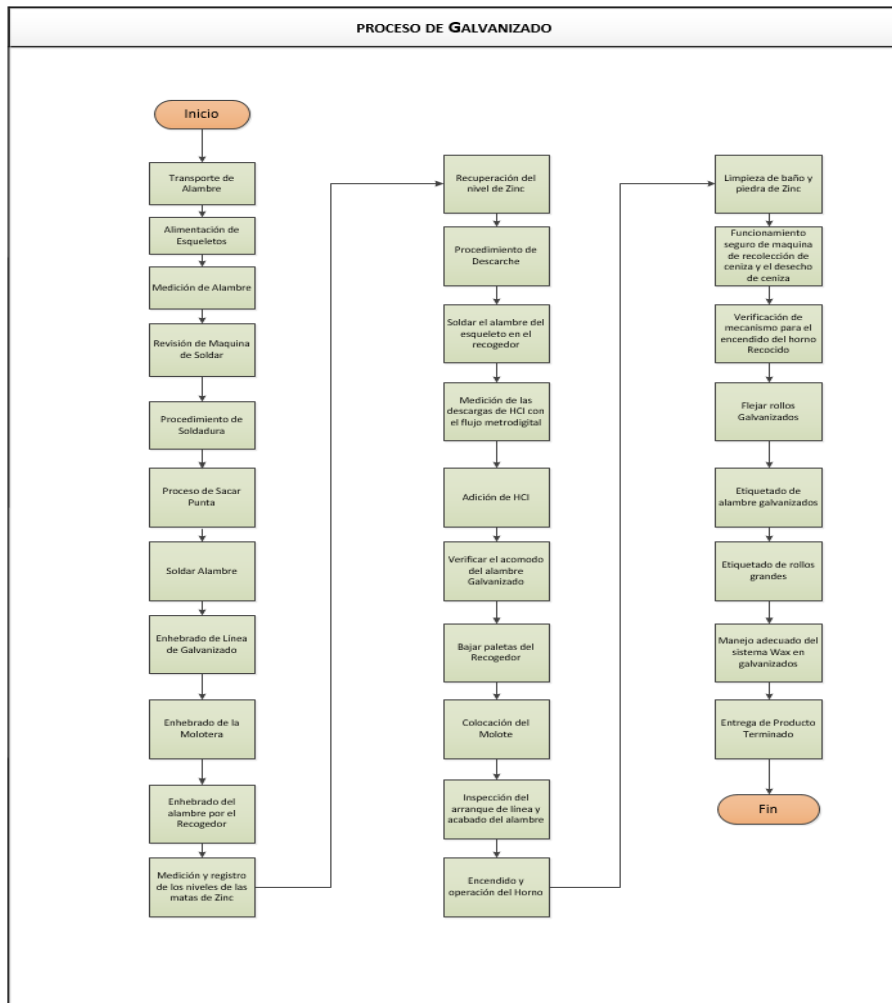 PROCESO DE GALVANIZADO
Inicio
Transporte de
Alambre
Alimentación de
Esqueletos
Medición de Alambre
Revisión de Maquina
de Soldar
Procedimiento de
Soldadura
Proceso de Sacar
Punta
Soldar Alambre
Enhebrado de Línea
de Galvanizado
Enhebrado de la
Molotera
Enhebrado del
alambre por el
Recogedor
Medición y registro
de los niveles de las
matas de Zinc
Recuperación del
nivel de Zinc
Procedimiento de
Descarche
Soldar el alambre del
esqueleto en el
recogedor
Medición de las
descargas de HCl con
el flujo metrodigital
Adición de HCl
Verificar el acomodo
del alambre
Galvanizado
Bajar paletas del
Recogedor
Colocación del
Molote
Inspección del
arranque de línea y
acabado del alambre
Encendido y
operación del Horno
Limpieza de baño y
piedra de Zinc
Funcionamiento
seguro de maquina
de recolección de
ceniza y el desecho
de ceniza
Verificación de
mecanismo para el
encendido del horno
Recocido
Flejar rollos
Galvanizados
Etiquetado de
alambre galvanizados
Etiquetado de rollos
grandes
Manejo adecuado del
sistema Wax en
galvanizados
Entrega de Producto
Terminado
Fin